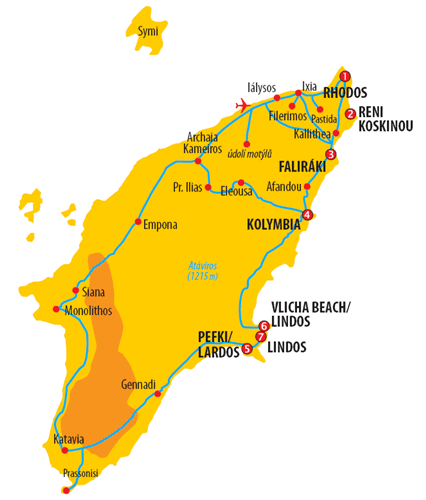 Symi
Ixia
Iálysos
1
RHODOS
Filerimos
Pastida
2
RENI
KOSKINOU
Kallithea
Archaja
Kameiros
údolí motýlů
3
FALIRÁKI
Pr. Ilias
Eleousa
Afandou
4
KOLYMBIA
Empona
Atáviros
(1215 m)
Siana
Monolithos
VLICHA BEACH/
LINDOS
6
7
LINDOS
PEFKI/
LARDOS
5
Gennadi
Katavia
Prassonisi